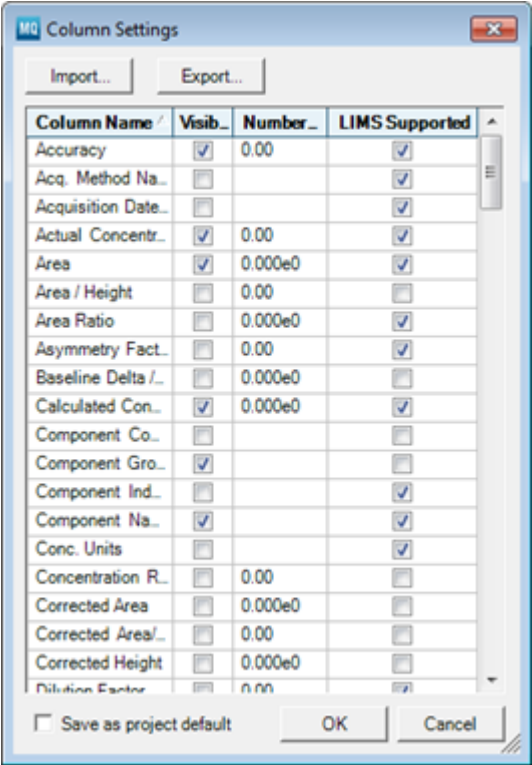 MQ Column Settings
Import... Export...
Column Name Visib... Number... LIMS Supported
Accuracy 0.00
Acq. Method Na...
Acquisition Date...
Actual Concentr... 0.00
Area 0.000e0
Area / Height 0.00
Area Ratio 0.000e0
Asymmetry Fact... 0.00
Baseline Delta /... 0.000e0
Calculated Con... 0.000e0
Component Co...
Component Gro...
Component Ind...
Component Na...
Conc. Units
Concentration R... 0.00
Corrected Area 0.000e0
Corrected Area/... 0.00
Corrected Height 0.000e0
Dilution Factor 0.00
Save as project default OK Cancel